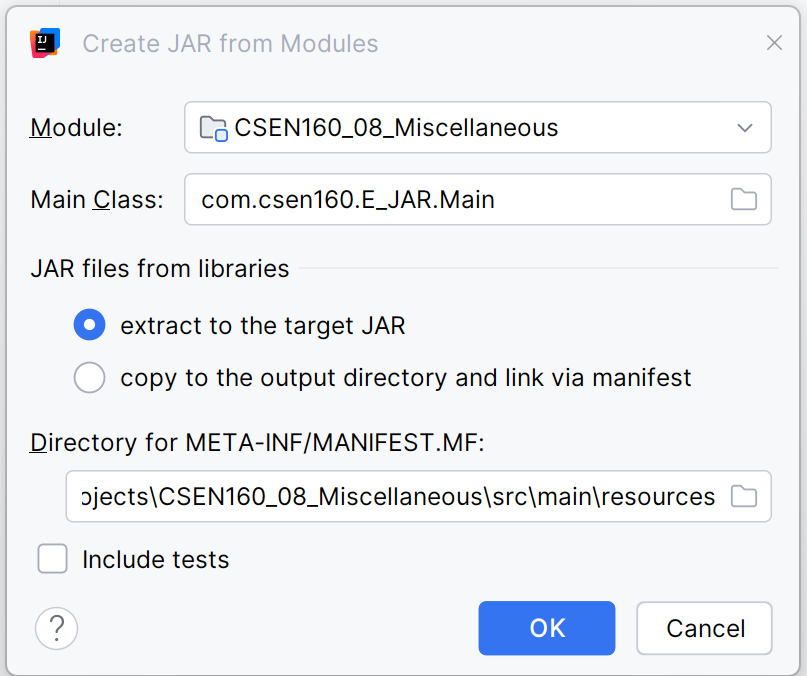 IJ
Create JAR from Modules
Module: CSEN160_08_Miscellaneous
Main Class: com.csen160.E_JAR.Main
JAR files from libraries
extract to the target JAR
copy to the output directory and link via manifest
Directory for META-INF/MANIFEST.MF:
ojects\CSEN160_08_Miscellaneous\src\main\resources
Include tests
? OK Cancel